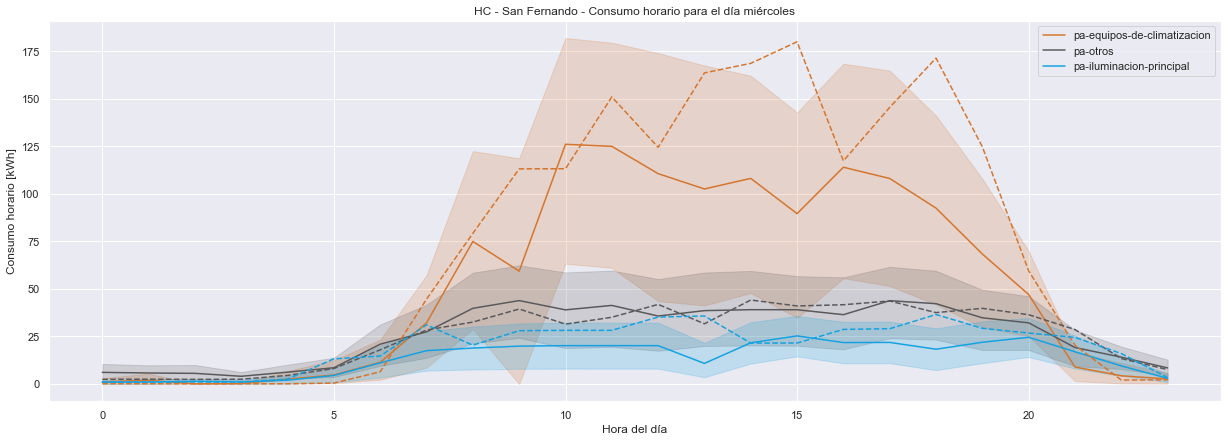 HC - San Fernando - Consumo horario para el día miércoles
pa-equipos-de-climatizacion
pa-otros
pa-iluminacion-principal
Consumo horario [kWh]
175
150
125
100
75
50
25
0
0
5
10
15
20
Hora del día